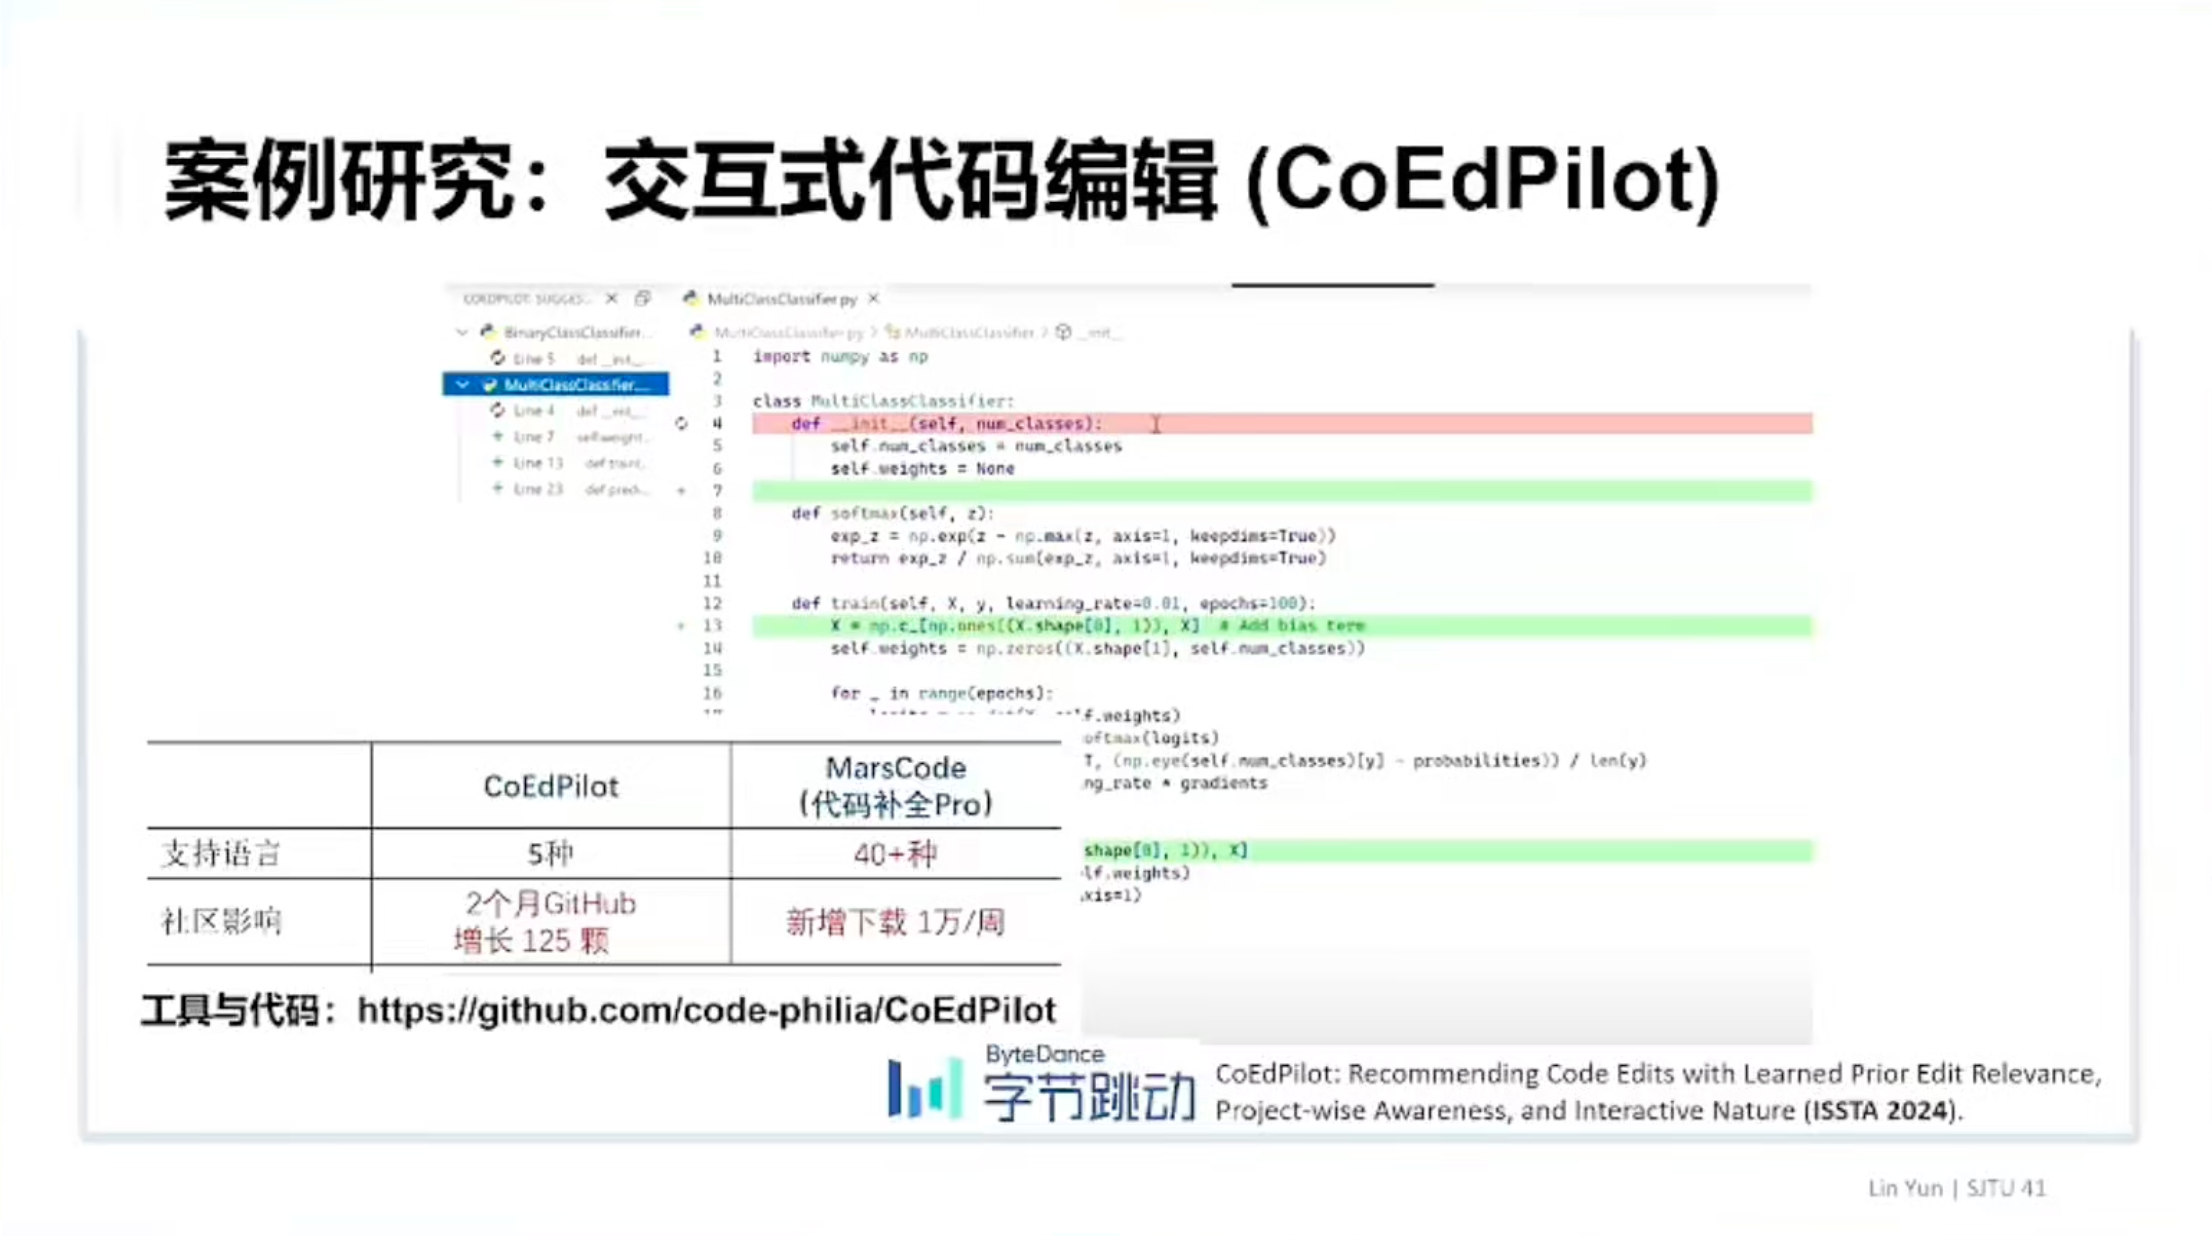 案例研究：交互式代码编辑 (CoEdPilot)
MultiClassClassifier.py ×
BinaryClassClassifier...
MultiClassClassifier.py > MultiClassClassifier > __init__
Line 5 def __init__...
MultiClassClassifier...
Line 4 def __init__...
Line 7 self.weight...
Line 13 def train...
Line 23 def predi...
1 import numpy as np
2
3 class MultiClassClassifier:
4 def __init__(self, num_classes):
5 self.num_classes = num_classes
6 self.weights = None
7
8 def softmax(self, z):
9 exp_z = np.exp(z - np.max(z, axis=1, keepdims=True))
10 return exp_z / np.sum(exp_z, axis=1, keepdims=True)
11
12 def train(self, X, y, learning_rate=0.01, epochs=100):
13 X = np.c_[np.ones((X.shape[0], 1)), X] # Add bias term
14 self.weights = np.zeros((X.shape[1], self.num_classes))
15
16 for _ in range(epochs):
f.weights)
oftmax(logits)
T, (np.eye(self.num_classes)[y] - probabilities)) / len(y)
ng_rate * gradients
shape[0], 1)), X]
lf.weights)
xis=1)
CoEdPilot
MarsCode
(代码补全Pro)
支持语言 5种 40+种
社区影响
2个月GitHub
增长 125 颗
新增下载 1万/周
工具与代码：https://github.com/code-philia/CoEdPilot
ByteDance
字节跳动
CoEdPilot: Recommending Code Edits with Learned Prior Edit Relevance,
Project-wise Awareness, and Interactive Nature (ISSTA 2024).
Lin Yun | SJTU 41